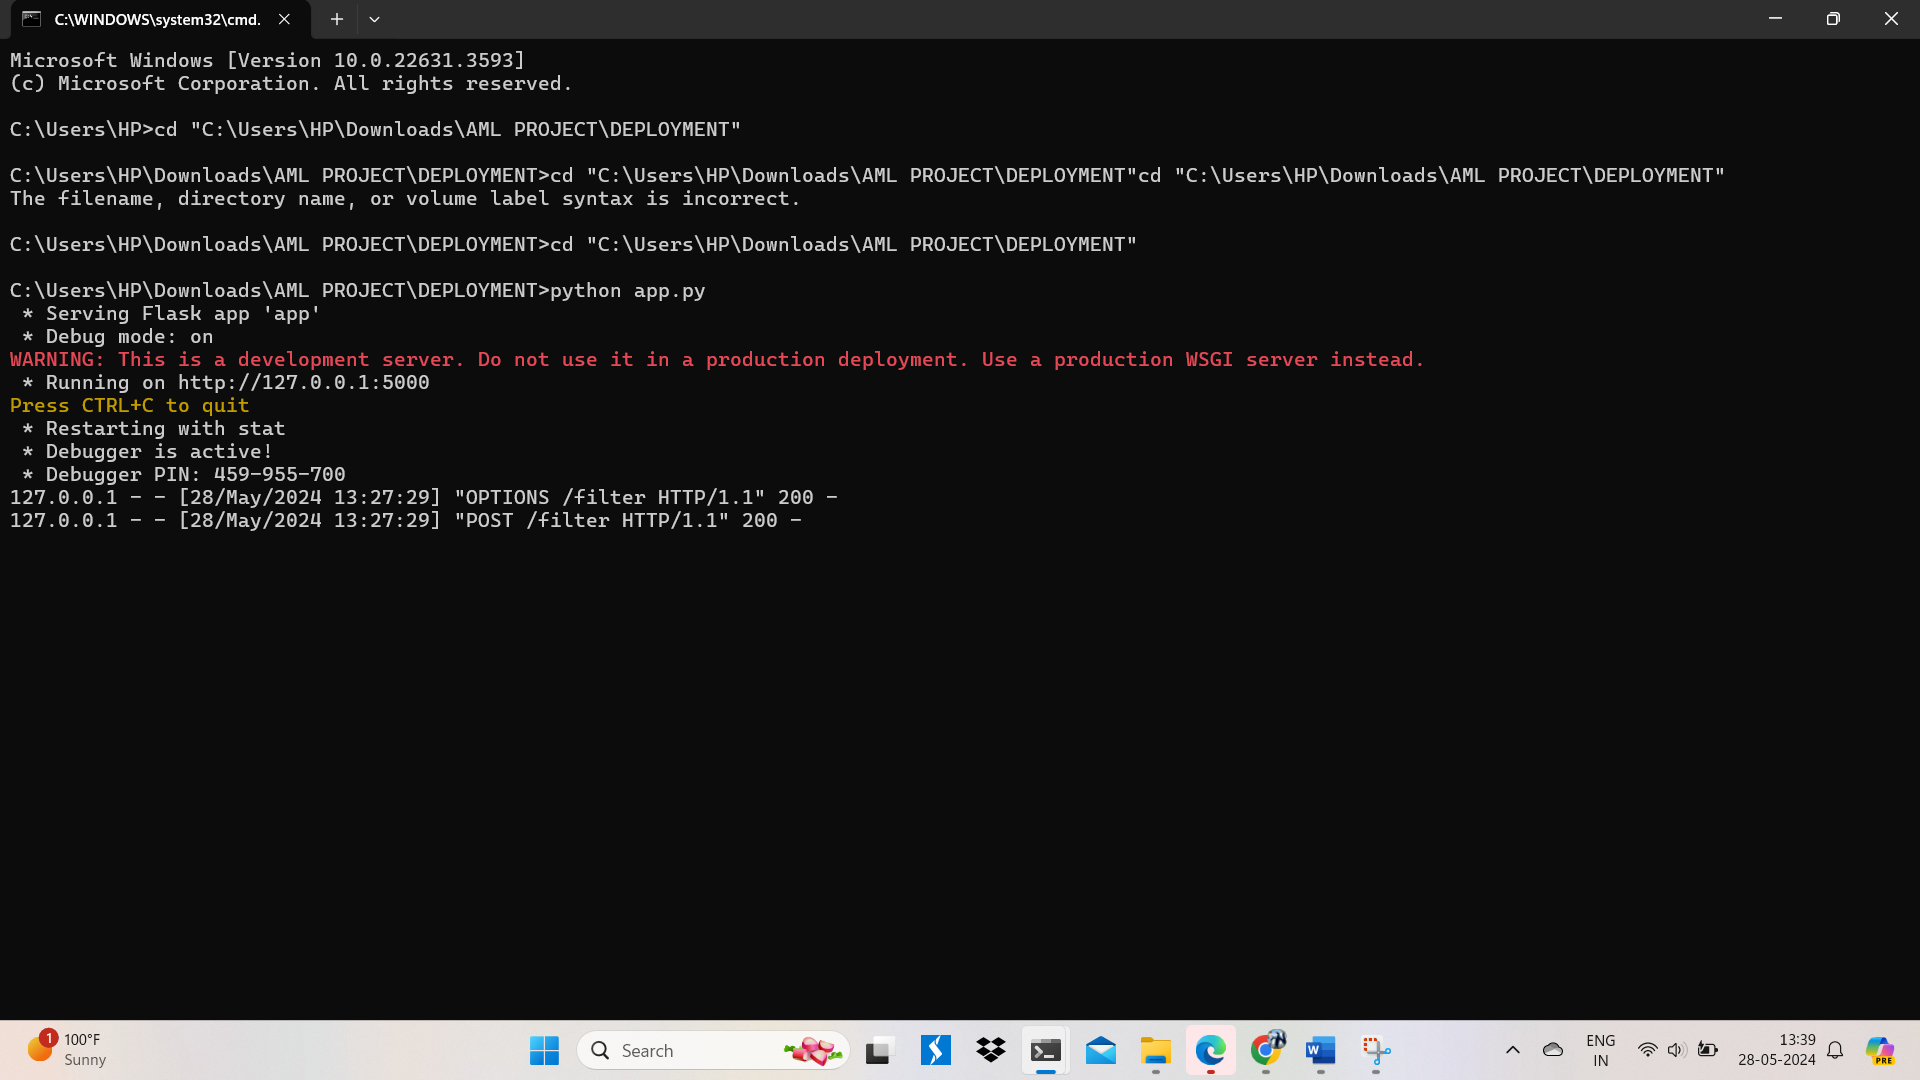 C:\WINDOWS\system32\cmd.
Microsoft Windows [Version 10.0.22631.3593]
(c) Microsoft Corporation. All rights reserved.
C:\Users\HP>cd "C:\Users\HP\Downloads\AML PROJECT\DEPLOYMENT"
C:\Users\HP\Downloads\AML PROJECT\DEPLOYMENT>cd "C:\Users\HP\Downloads\AML PROJECT\DEPLOYMENT"cd "C:\Users\HP\Downloads\AML PROJECT\DEPLOYMENT"
The filename, directory name, or volume label syntax is incorrect.
C:\Users\HP\Downloads\AML PROJECT\DEPLOYMENT>cd "C:\Users\HP\Downloads\AML PROJECT\DEPLOYMENT"
C:\Users\HP\Downloads\AML PROJECT\DEPLOYMENT>python app.py
* Serving Flask app 'app'
* Debug mode: on
WARNING: This is a development server. Do not use it in a production deployment. Use a production WSGI server instead.
* Running on http://127.0.0.1:5000
Press CTRL+C to quit
* Restarting with stat
* Debugger is active!
* Debugger PIN: 459-955-700
127.0.0.1 - - [28/May/2024 13:27:29] "OPTIONS /filter HTTP/1.1" 200 -
127.0.0.1 - - [28/May/2024 13:27:29] "POST /filter HTTP/1.1" 200 -
1
100°F
Sunny
Search
W
ENG
IN
13:39
28-05-2024
PRE